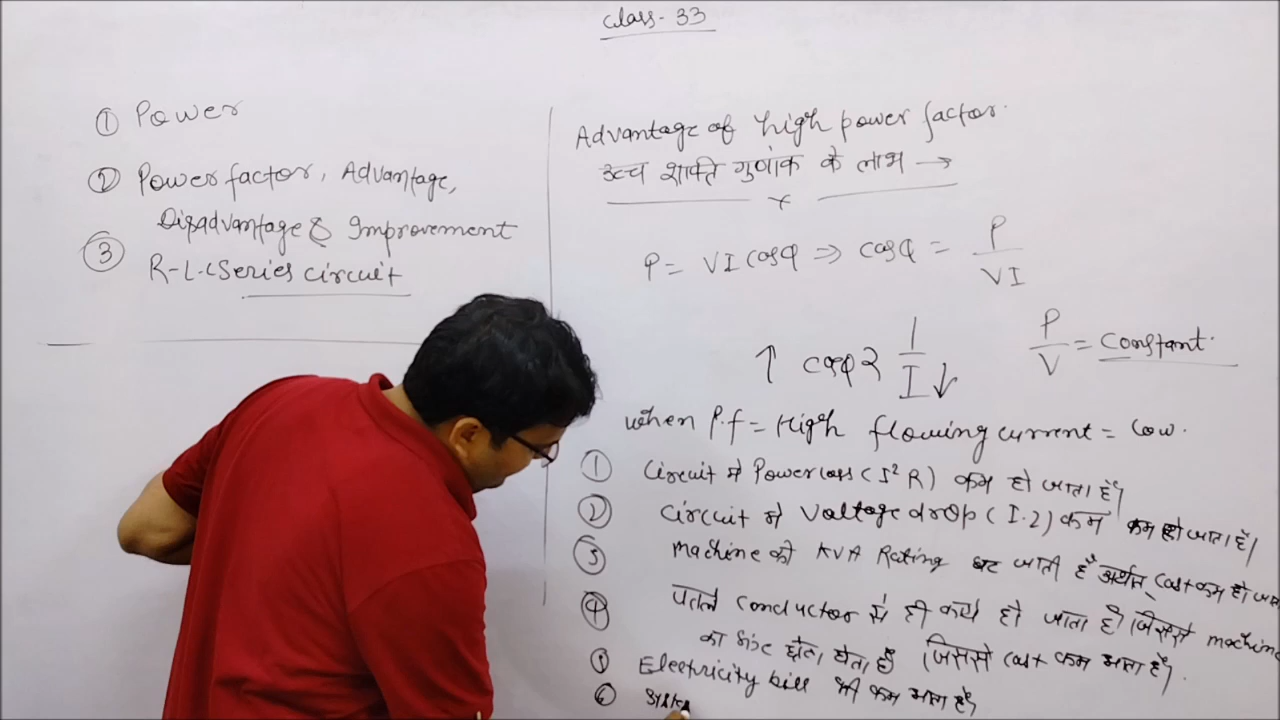 Class - 33
① Power
② Power factor, Advantage,
Disadvantage & Improvement
③ R-L-C Series circuit
Advantage of high power factor.
उच्च शक्ति गुणांक के लाभ →
P = VI cosφ ⇒ cosφ = P / VI
↑ cosφ ∝ 1 / I ↓
P / V = Constant.
when P.f = High flowing current = Low.
① Circuit मे Power loss (I²R) कम हो जाता है।
② Circuit मे Voltage drop (I.Z) कम कम हो जाता है।
③ Machine की KVA Rating घट जाती है अर्थात् Cost कम हो जाता
④ पतले Conductor से ही कार्य हो जाता है। जिससे machine
का होता है। जिससे Cost कम आता है।
⑤ Electricity bill भी कम आता है।
⑥